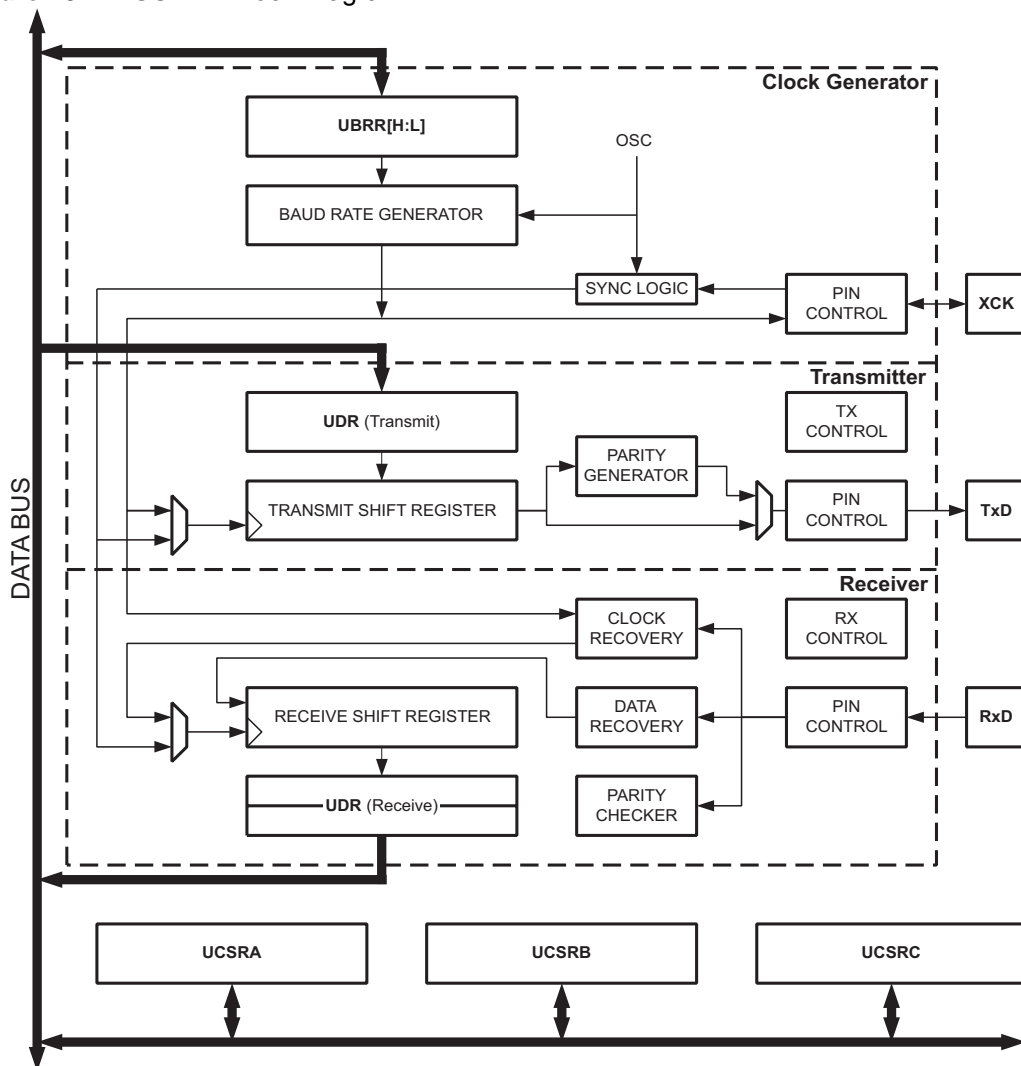 Clock Generator
UBRR[H:L]
OSC
BAUD RATE GENERATOR
SYNC LOGIC
PIN
CONTROL
XCK
Transmitter
UDR (Transmit)
TX
CONTROL
PARITY
GENERATOR
TRANSMIT SHIFT REGISTER
PIN
CONTROL
TxD
DATA BUS
Receiver
CLOCK
RECOVERY
RX
CONTROL
RECEIVE SHIFT REGISTER
DATA
RECOVERY
PIN
CONTROL
RxD
UDR (Receive)
PARITY
CHECKER
UCSRA
UCSRB
UCSRC